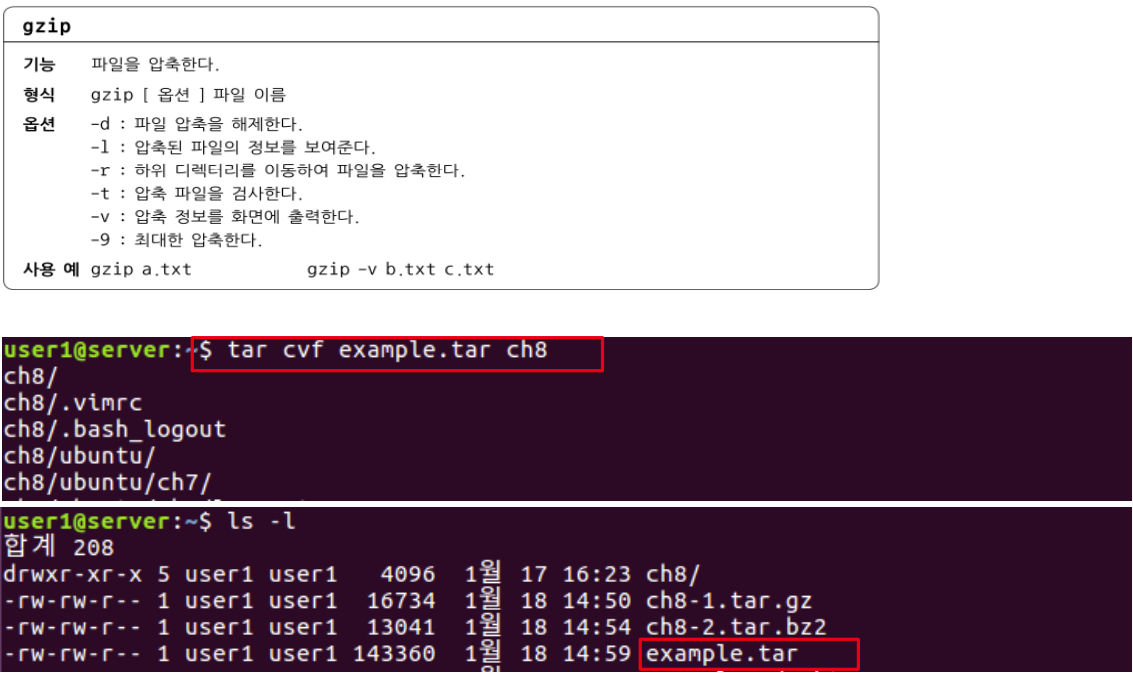 gzip
기능 파일을 압축한다.
형식 gzip [ 옵션 ] 파일 이름
옵션 -d : 파일 압축을 해제한다.
-l : 압축된 파일의 정보를 보여준다.
-r : 하위 디렉터리를 이동하여 파일을 압축한다.
-t : 압축 파일을 검사한다.
-v : 압축 정보를 화면에 출력한다.
-9 : 최대한 압축한다.
사용 예 gzip a.txt gzip -v b.txt c.txt
user1@server:~$ tar cvf example.tar ch8
ch8/
ch8/.vimrc
ch8/.bash_logout
ch8/ubuntu/
ch8/ubuntu/ch7/
user1@server:~$ ls -l
합계 208
drwxr-xr-x 5 user1 user1 4096 1월 17 16:23 ch8/
-rw-rw-r-- 1 user1 user1 16734 1월 18 14:50 ch8-1.tar.gz
-rw-rw-r-- 1 user1 user1 13041 1월 18 14:54 ch8-2.tar.bz2
-rw-rw-r-- 1 user1 user1 143360 1월 18 14:59 example.tar